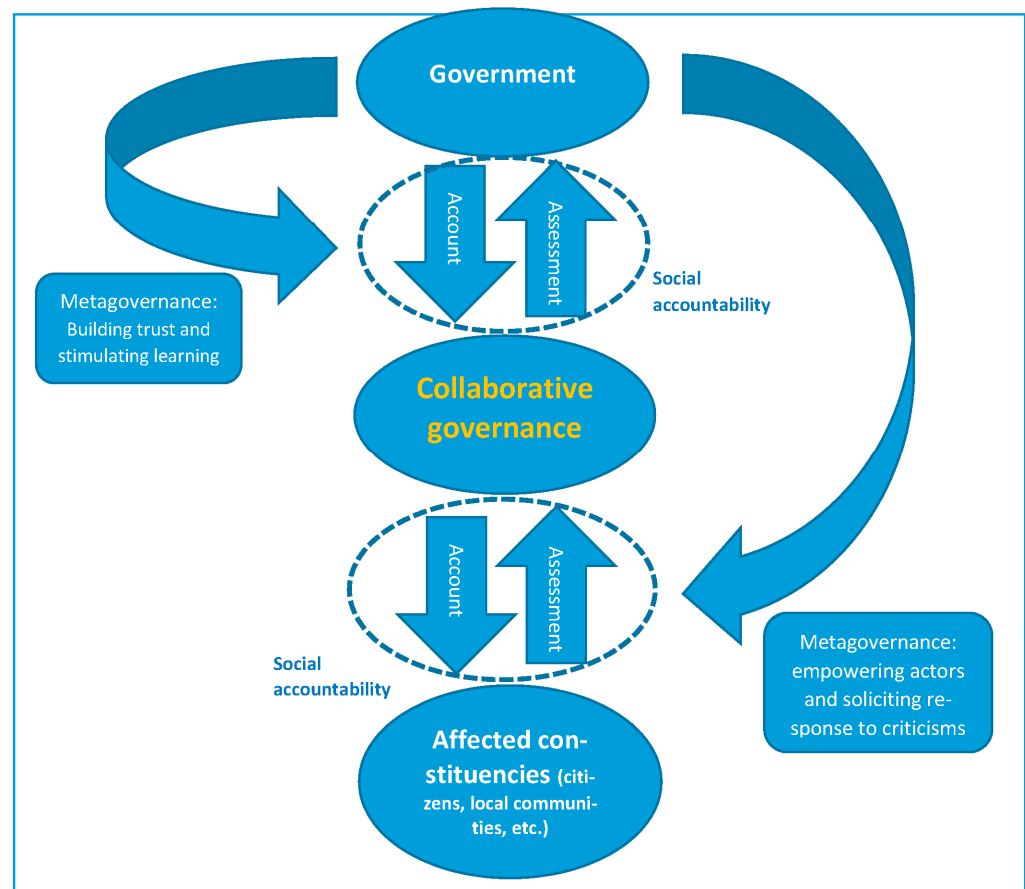 Government
Account
Assessment
Social
accountability
Metagovernance:
Building trust and
stimulating learning
Collaborative
governance
Account
Assessment
Social
accountability
Metagovernance:
empowering actors
and soliciting re-
sponse to criticisms
Affected con-
stituencies (citi-
zens, local communi-
ties, etc.)